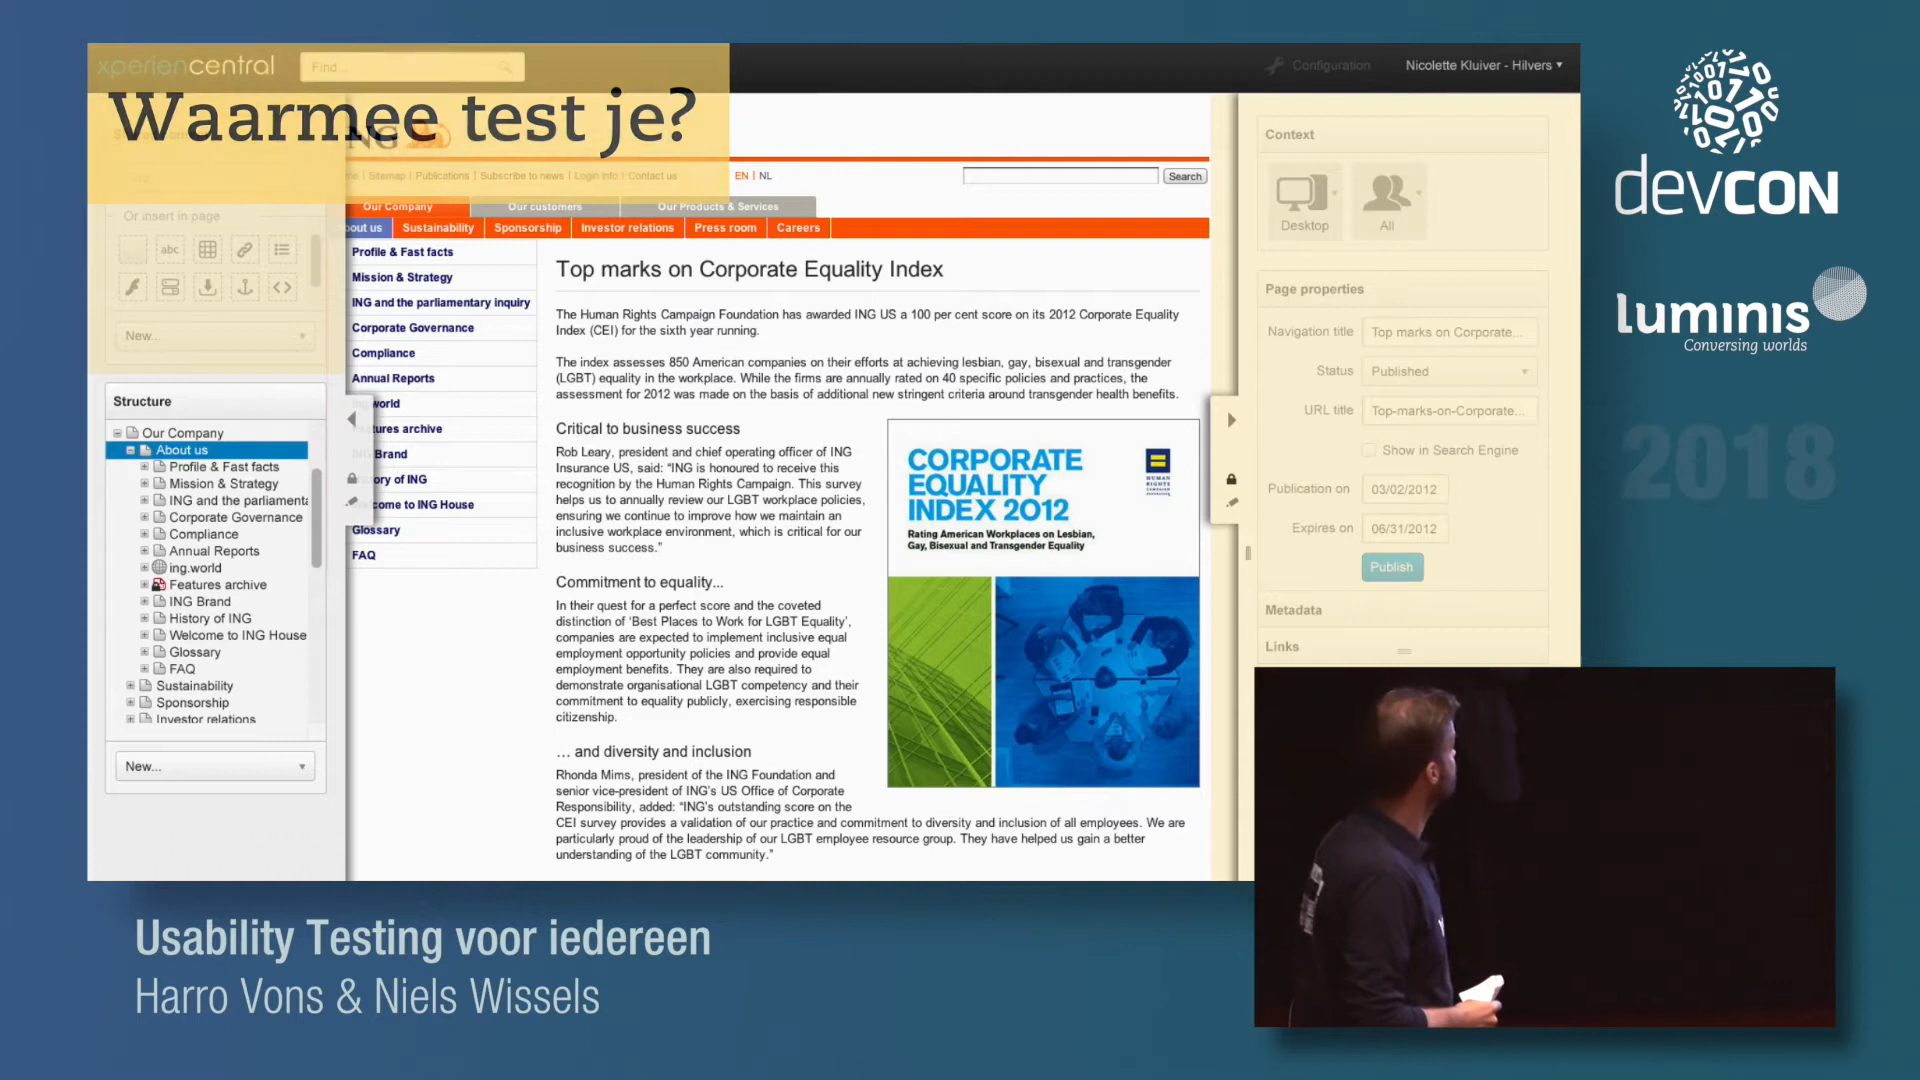 xperiencentral
Find...
Configuration
Nicolette Kluiver - Hilvers
Waarmee test je?
Sitemap | Publications | Subscribe to news | Login info | Contact us
EN | NL
Search
Our Company
Our customers
Our Products & Services
out us
Sustainability
Sponsorship
Investor relations
Press room
Careers
Or insert in page
abc
New...
Structure
Our Company
About us
Profile & Fast facts
Mission & Strategy
ING and the parliamenta
Corporate Governance
Compliance
Annual Reports
ing.world
Features archive
ING Brand
History of ING
Welcome to ING House
Glossary
FAQ
Sustainability
Sponsorship
Investor relations
New...
Profile & Fast facts
Mission & Strategy
ING and the parliamentary inquiry
Corporate Governance
Compliance
Annual Reports
world
tures archive
Brand
ory of ING
come to ING House
Glossary
FAQ
Top marks on Corporate Equality Index
The Human Rights Campaign Foundation has awarded ING US a 100 per cent score on its 2012 Corporate Equality
Index (CEI) for the sixth year running.
The index assesses 850 American companies on their efforts at achieving lesbian, gay, bisexual and transgender
(LGBT) equality in the workplace. While the firms are annually rated on 40 specific policies and practices, the
assessment for 2012 was made on the basis of additional new stringent criteria around transgender health benefits.
Critical to business success
Rob Leary, president and chief operating officer of ING
Insurance US, said: “ING is honoured to receive this
recognition by the Human Rights Campaign. This survey
helps us to annually review our LGBT workplace policies,
ensuring we continue to improve how we maintain an
inclusive workplace environment, which is critical for our
business success.”
Commitment to equality...
In their quest for a perfect score and the coveted
distinction of ‘Best Places to Work for LGBT Equality’,
companies are expected to implement inclusive equal
employment opportunity policies and provide equal
employment benefits. They are also required to
demonstrate organisational LGBT competency and their
commitment to equality publicly, exercising responsible
citizenship.
… and diversity and inclusion
Rhonda Mims, president of the ING Foundation and
senior vice-president of ING’s US Office of Corporate
Responsibility, added: “ING’s outstanding score on the
CEI survey provides a validation of our practice and commitment to diversity and inclusion of all employees. We are
particularly proud of the leadership of our LGBT employee resource group. They have helped us gain a better
understanding of the LGBT community.”
CORPORATE
EQUALITY
INDEX 2012
Rating American Workplaces on Lesbian,
Gay, Bisexual and Transgender Equality
HUMAN
RIGHTS
CAMPAIGN
Context
Desktop
All
Page properties
Navigation title
Top marks on Corporate...
Status
Published
URL title
Top-marks-on-Corporate...
Show in Search Engine
Publication on
03/02/2012
Expires on
06/31/2012
Publish
Metadata
Links
devcon
luminis
Conversing worlds
2018
Usability Testing voor iedereen
Harro Vons & Niels Wissels